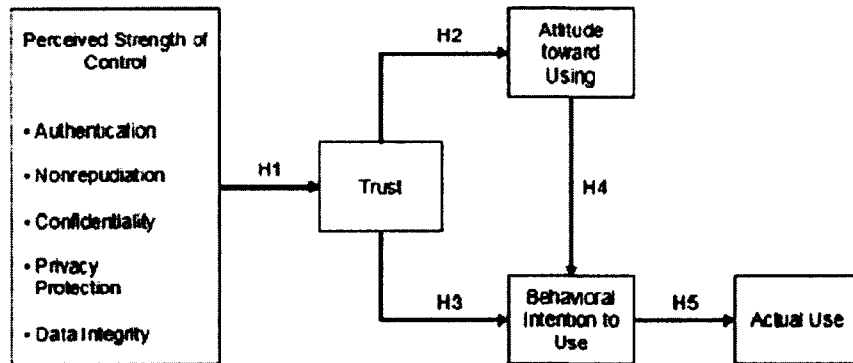 Perceived Strength of
Control
• Authentication
• Nonrepudiation
• Confidentiality
• Privacy
Protection
• Data Integrity
H1
Trust
H2
Attitude
toward
Using
H4
H3
Behavioral
Intention to
Use
H5
Actual Use